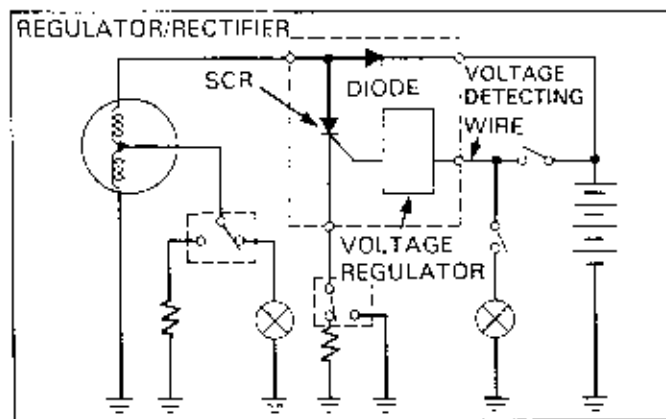 REGULATOR/RECTIFIER
SCR
DIODE
VOLTAGE
DETECTING
WIRE
VOLTAGE
REGULATOR